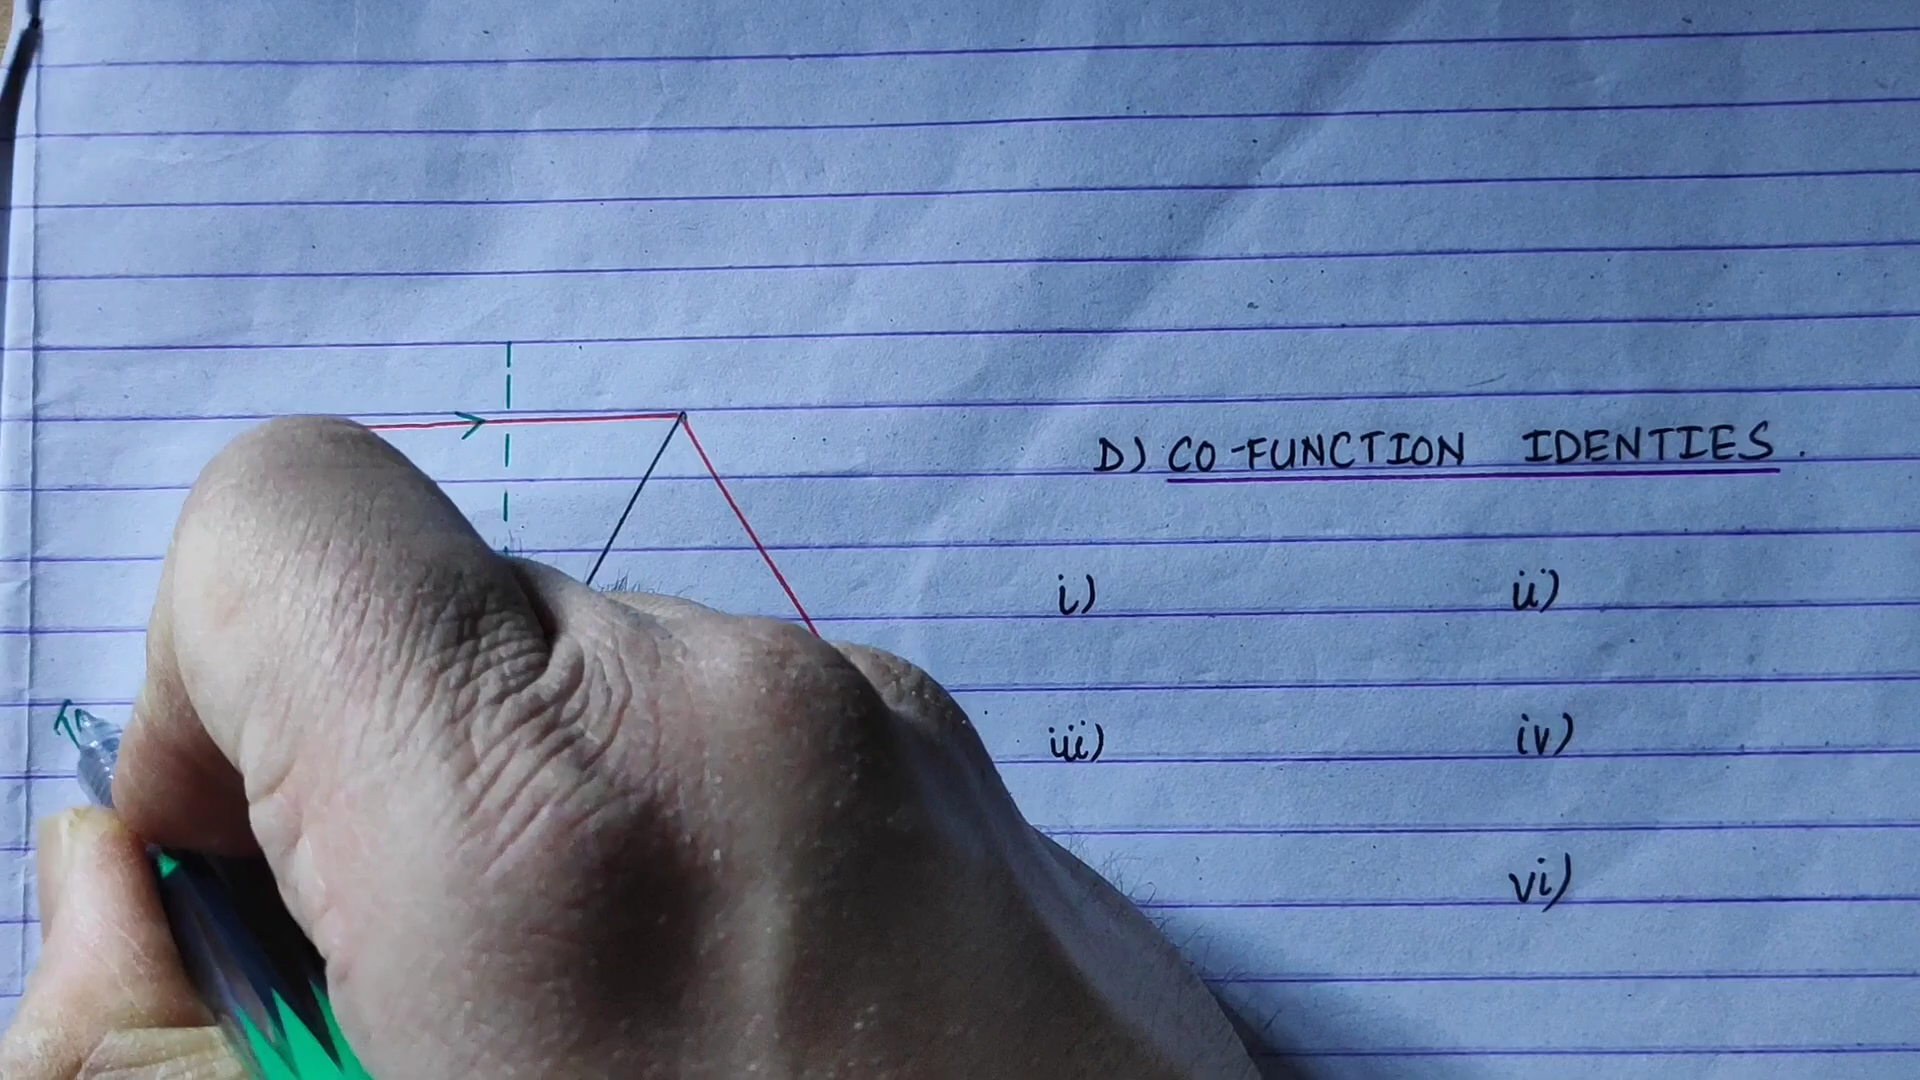 D) CO-FUNCTION IDENTIES.
i) ii)
iii) iv)
vi)